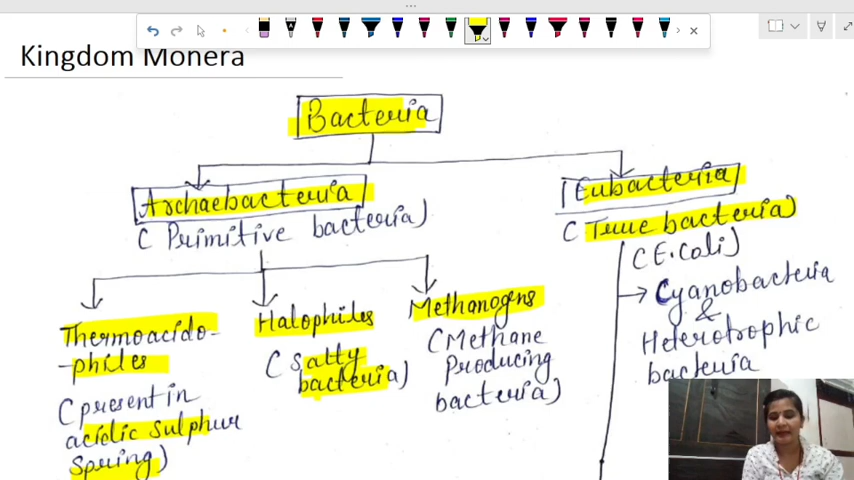 Kingdom Monera
Bacteria
Archaebacteria
(Primitive bacteria)
Eubacteria
(True bacteria)
(E.coli)
→ Cyanobacteria
&
Heterotrophic
bacteria
Thermoacido-
-philes
(present in
acidic sulphur
spring)
Halophiles
(Salty
bacteria)
Methanogens
(Methane
Producing
bacteria)